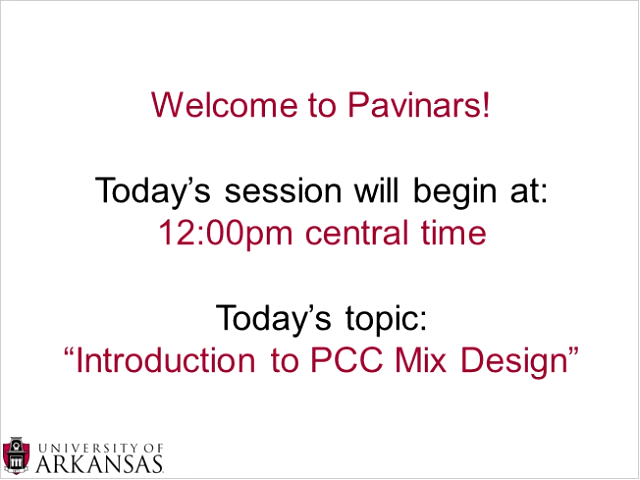 Welcome to Pavinars!
Today’s session will begin at:
12:00pm central time
Today’s topic:
“Introduction to PCC Mix Design”
UNIVERSITY OF
ARKANSAS